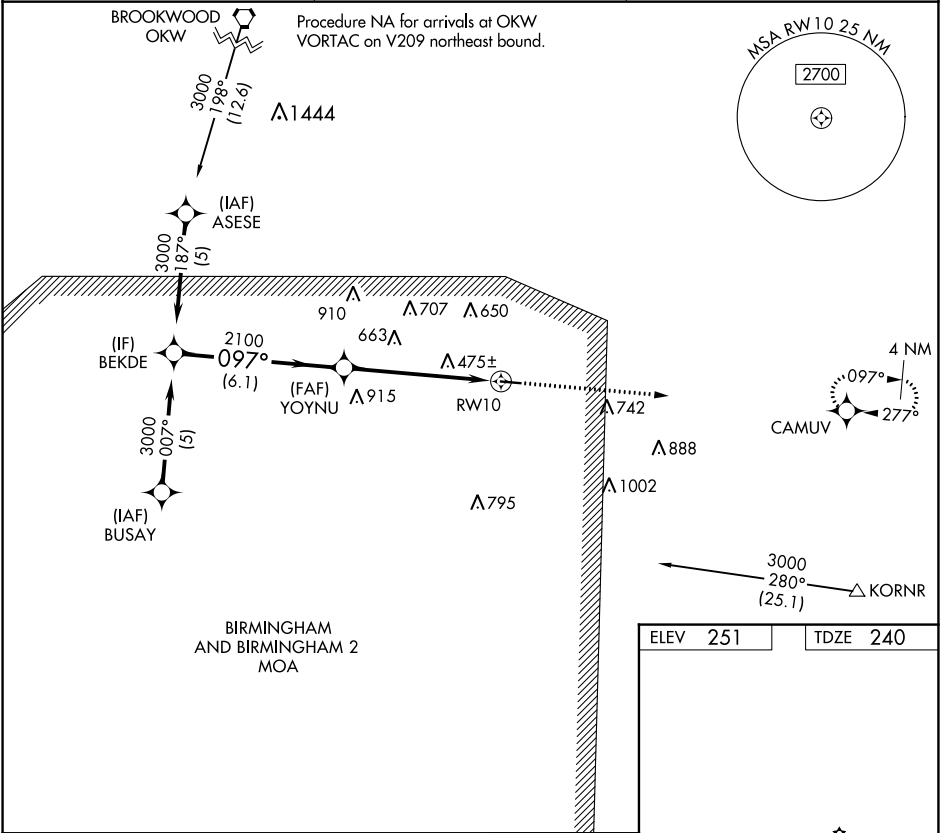 BROOKWOOD
OKW
Procedure NA for arrivals at OKW
VORTAC on V209 northeast bound.
MSA RW10 25 NM
2700
3000
198°
(12.6)
1444
(IAF)
ASESE
3000
187°
(5)
910
707
650
663
(IF)
BEKDE
2100
097°
(6.1)
475±
(FAF)
YOYNU
915
RW10
742
4 NM
097°
277°
CAMUV
888
3000
007°
(5)
1002
795
(IAF)
BUSAY
3000
280°
(25.1)
KORNR
BIRMINGHAM
AND BIRMINGHAM 2
MOA
ELEV 251
TDZE 240